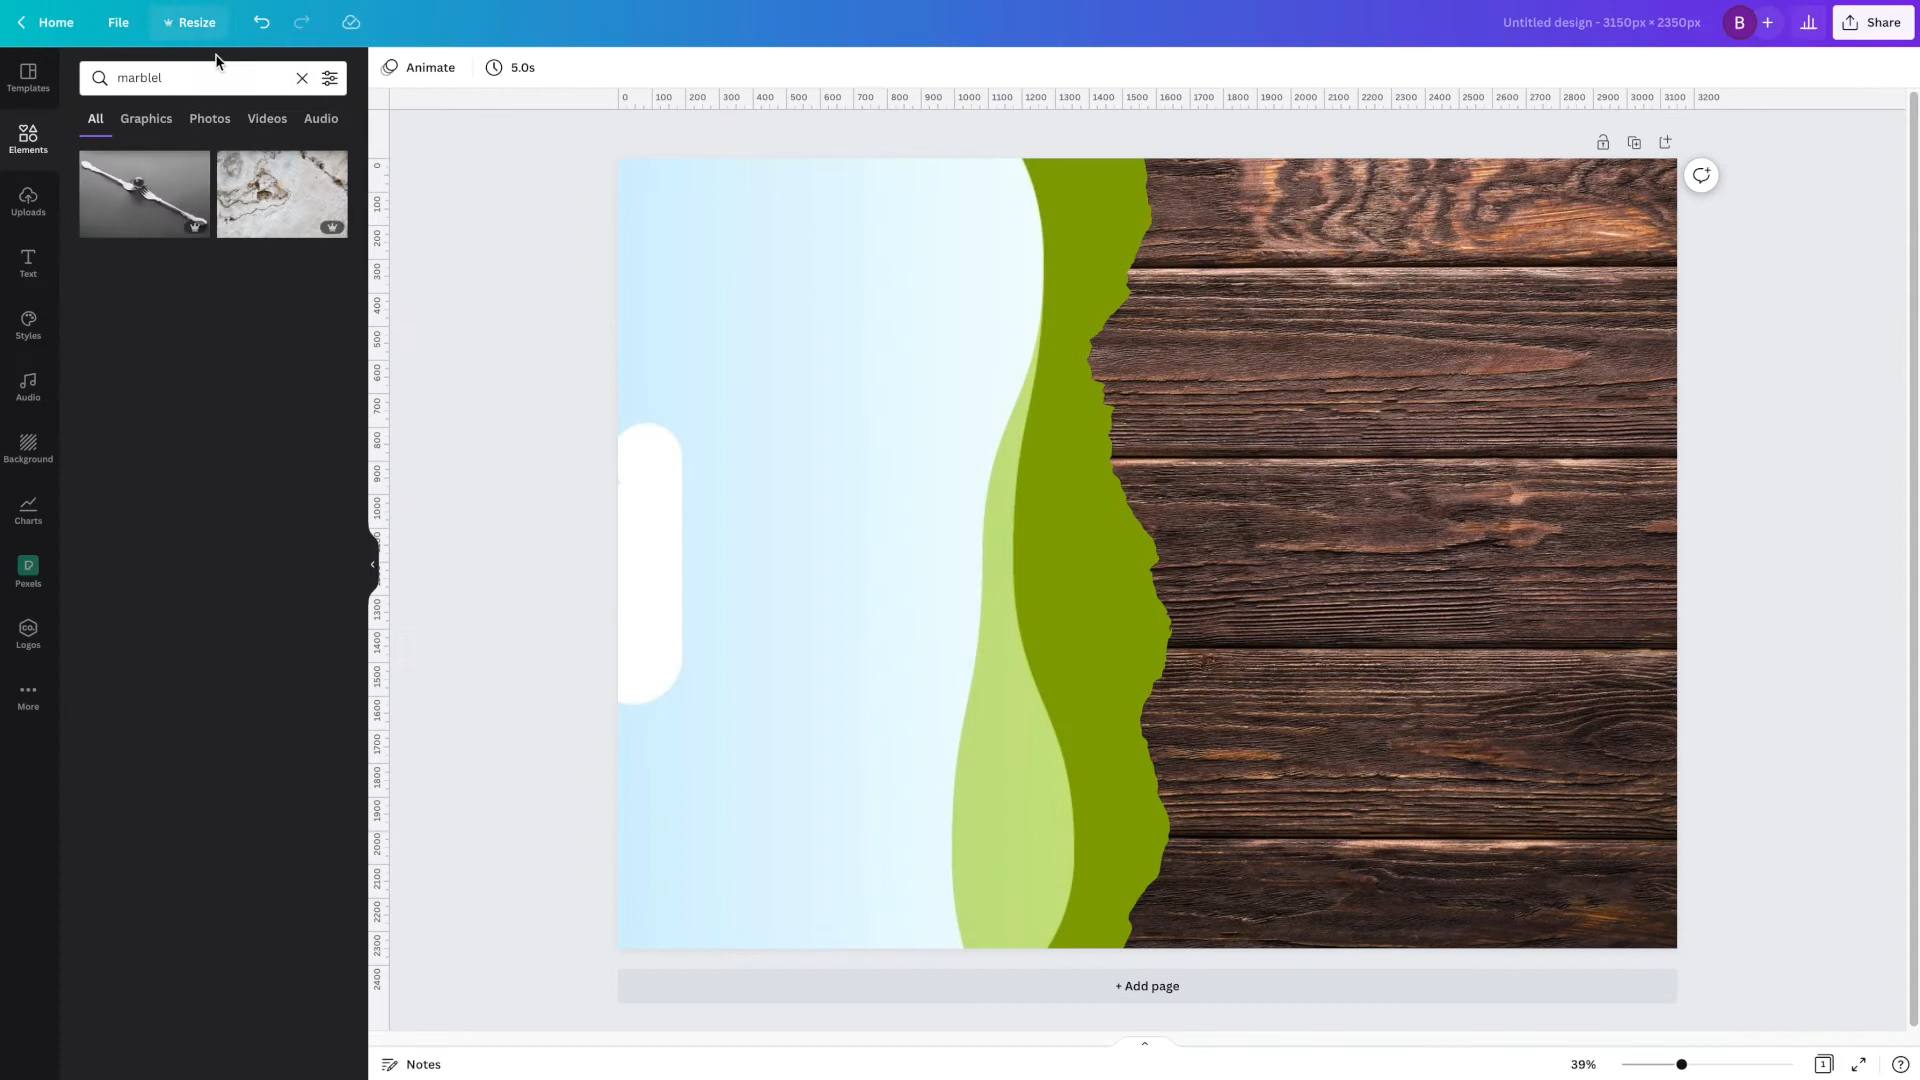 Home File Resize Untitled design - 3150px × 2350px B + Share
marblel
All Graphics Photos Videos Audio
Templates
Elements
Uploads
Text
Styles
Audio
Background
Charts
Pexels
CO.
Logos
More
Animate 5.0s
0 100 200 300 400 500 600 700 800 900 1000 1100 1200 1300 1400 1500 1600 1700 1800 1900 2000 2100 2200 2300 2400 2500 2600 2700 2800 2900 3000 3100 3200
0
100
200
300
400
500
600
700
800
900
1000
1300
1400
1500
1600
1700
1800
1900
2000
2100
2200
2300
2400
+ Add page
Notes 39% 1 ?